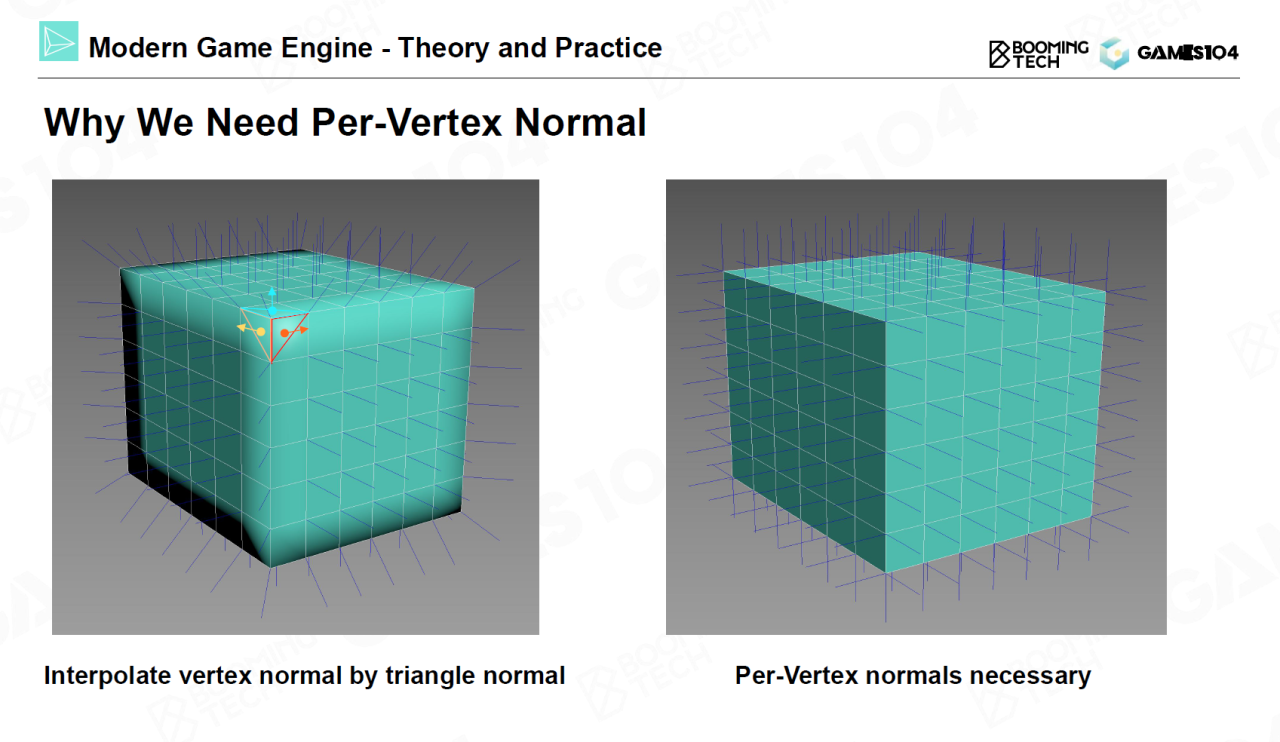 Modern Game Engine - Theory and Practice
BOOMING
TECH
GAMES104
Why We Need Per-Vertex Normal
Interpolate vertex normal by triangle normal
Per-Vertex normals necessary